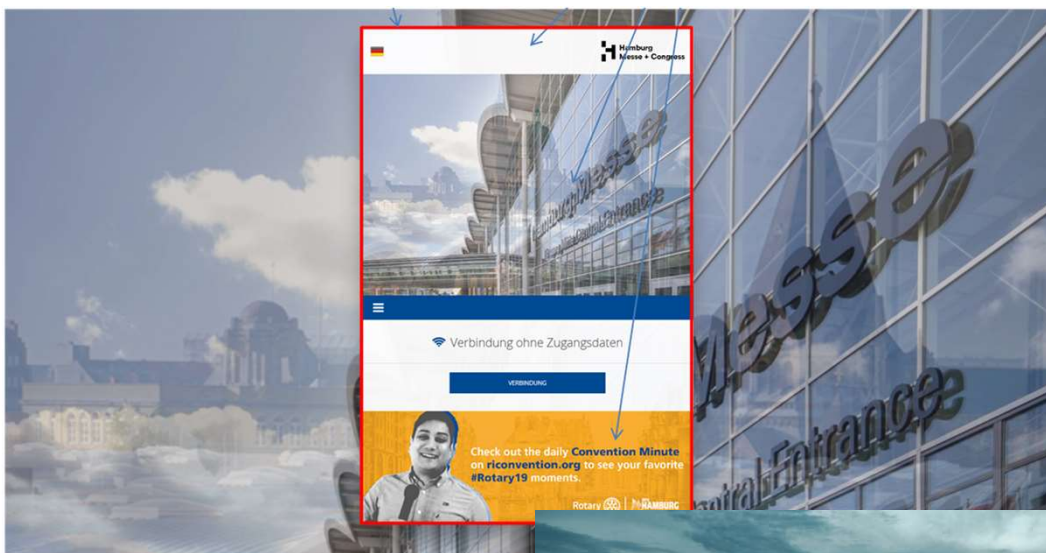 Hamburg
Messe + Congress
Hamburg Messe
Central Entrance
Verbindung ohne Zugangsdaten
VERBINDUNG
Check out the daily Convention Minute
on riconvention.org to see your favorite
#Rotary19 moments.
Rotary
HAMBURG
Messe
Central Entrance